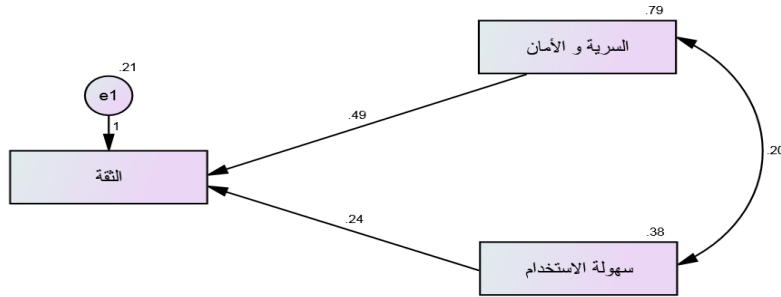 .79
السرية و الأمان
.21
e1
1
.49
الثقة
.20
.24
.38
سهولة الاستخدام